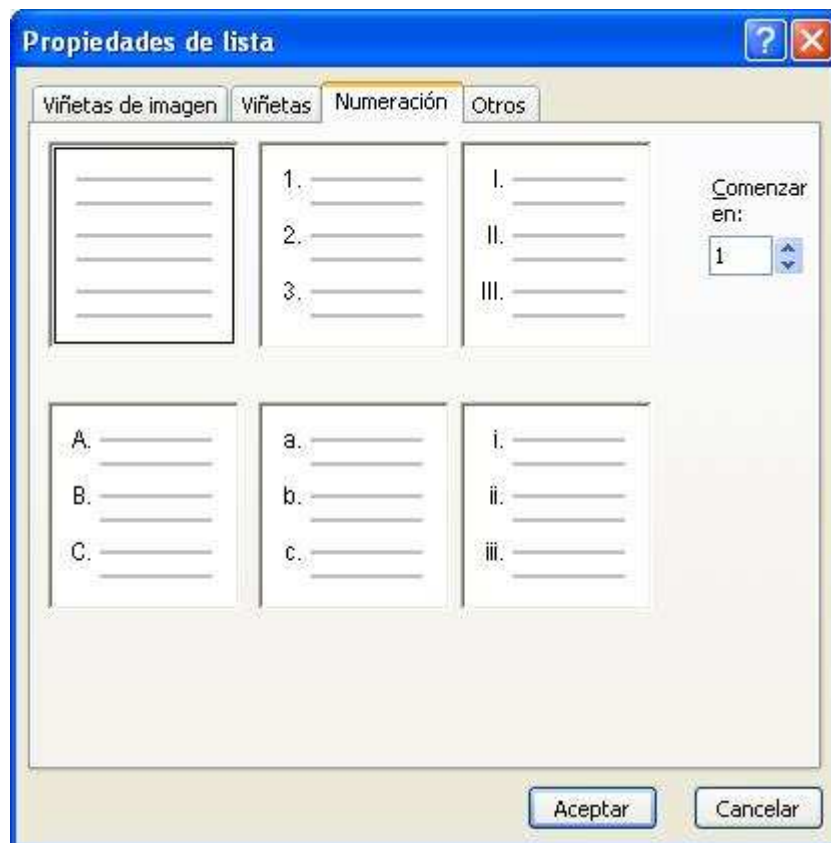 Propiedades de lista
Viñetas de imagen Viñetas Numeración Otros
1. I.
2. II.
3. III.
Comenzar
en:
1
A. a. i.
B. b. ii.
C. c. iii.
Aceptar Cancelar